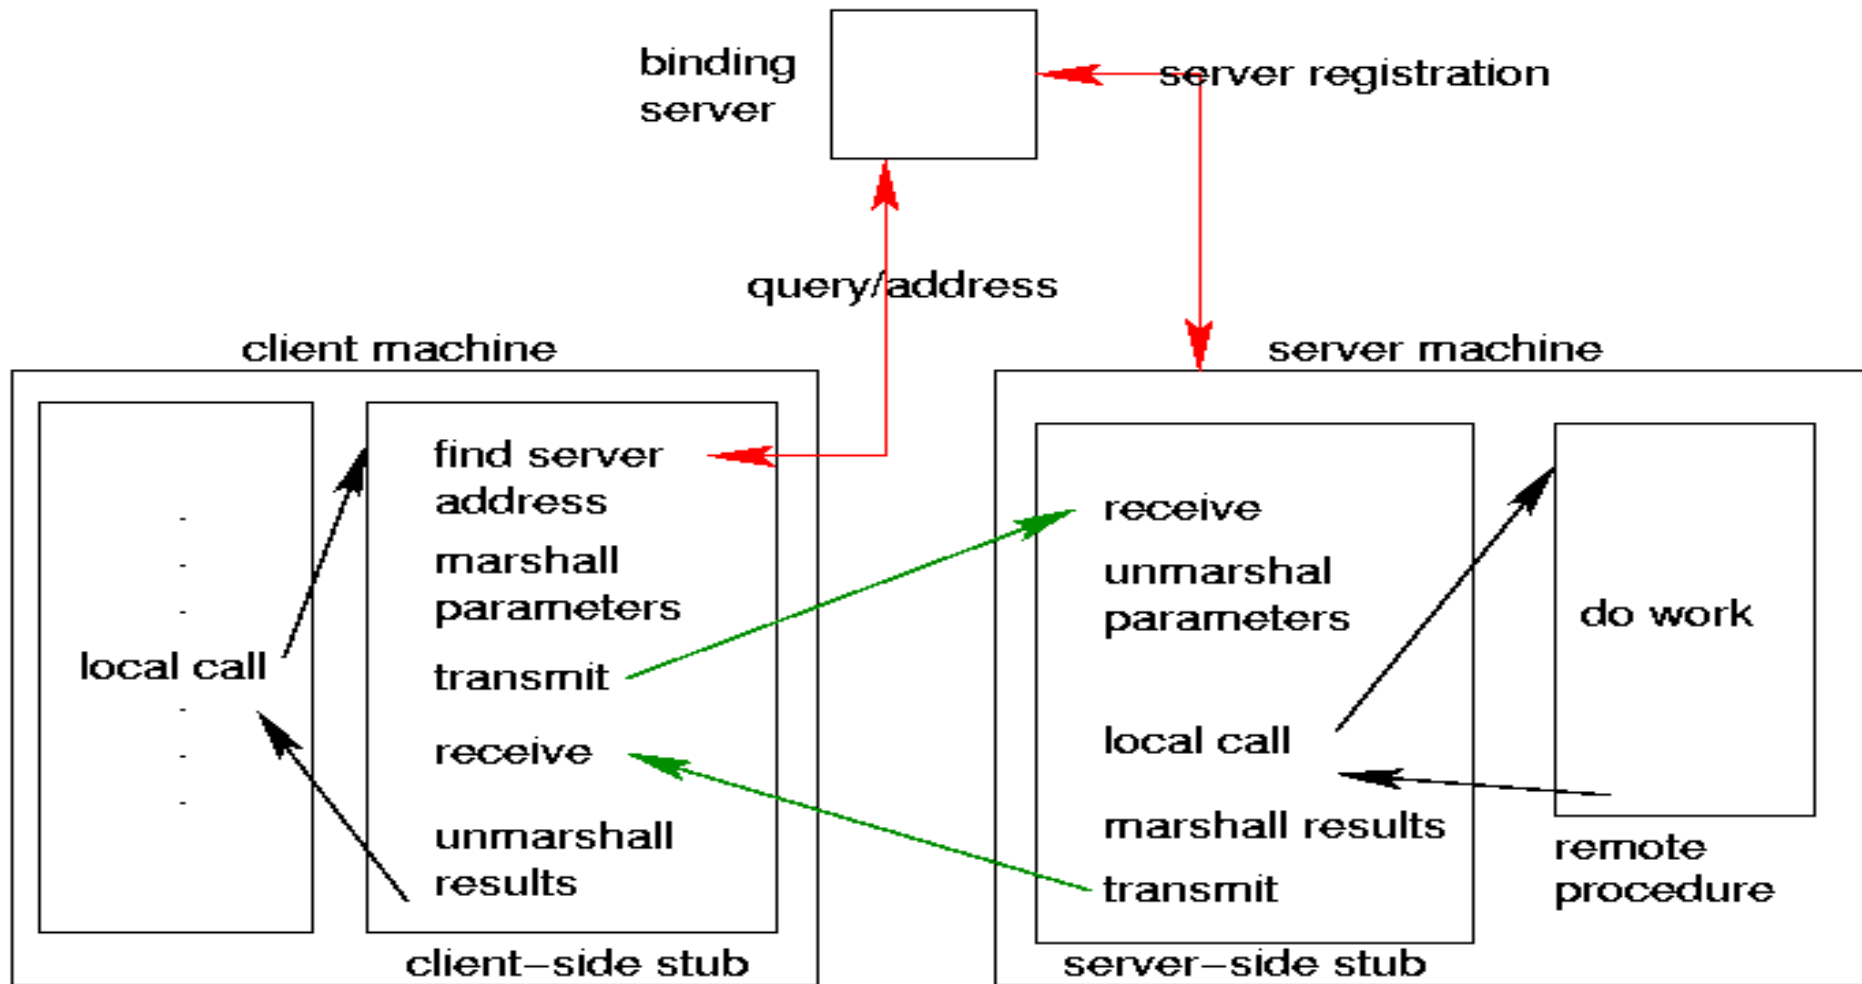 binding
server
server registration
query/address
client machine
server machine
find server
address
marshall
parameters
transmit
receive
unmarshall
results
local call
client-side stub
receive
unmarshal
parameters
local call
marshall results
transmit
server-side stub
do work
remote
procedure